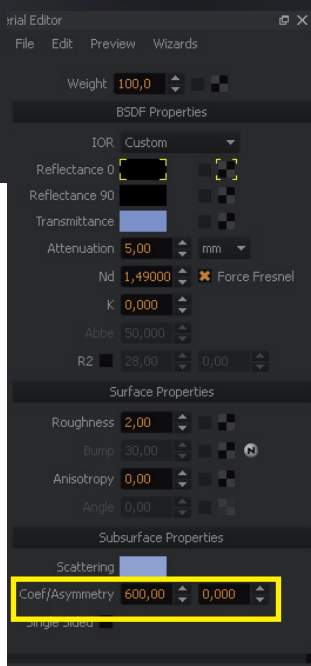 erial Editor
File Edit Preview Wizards
Weight 100,0
BSDF Properties
IOR Custom
Reflectance 0
Reflectance 90
Transmittance
Attenuation 5,00 mm
Nd 1,49000 Force Fresnel
K 0,000
Abbe 50,000
R2 28,00 0,00
Surface Properties
Roughness 2,00
Bump 30,00 N
Anisotropy 0,00
Angle 0,00
Subsurface Properties
Scattering
Coef/Asymmetry 600,00 0,000
Single Sided